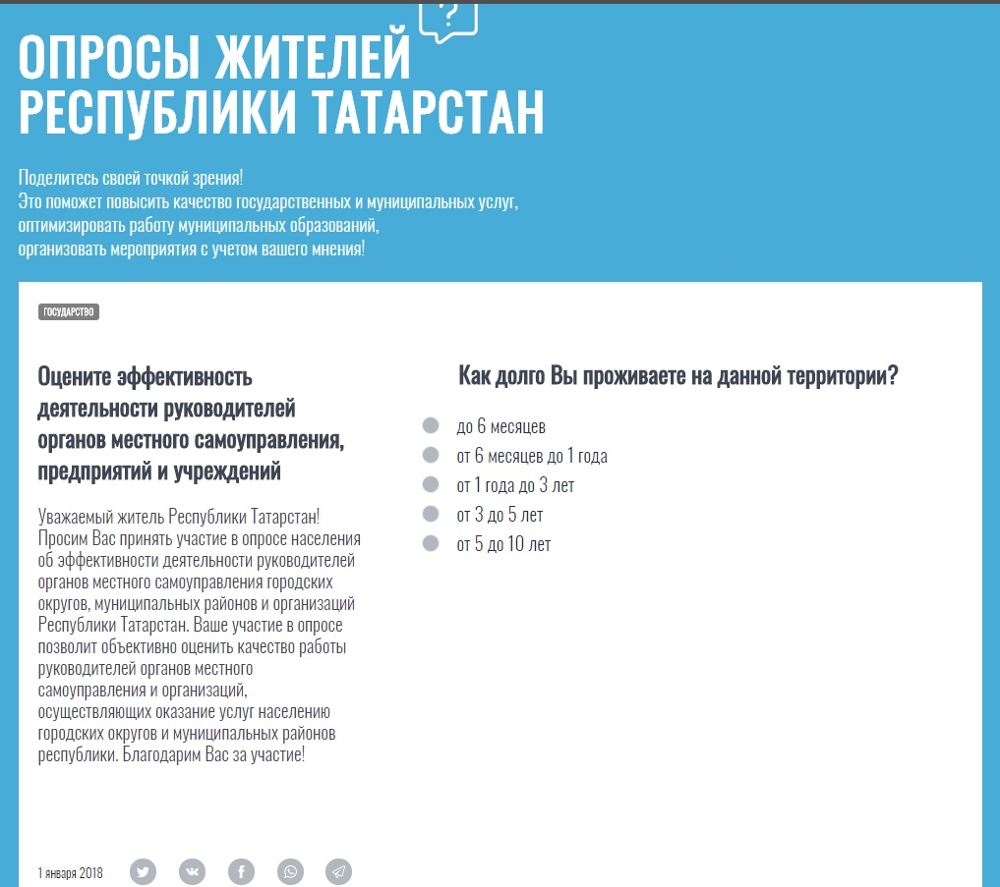 ?
ОПРОСЫ ЖИТЕЛЕЙ
РЕСПУБЛИКИ ТАТАРСТАН
Поделитесь своей точкой зрения!
Это поможет повысить качество государственных и муниципальных услуг,
оптимизировать работу муниципальных образований,
организовать мероприятия с учетом вашего мнения!
ГОСУДАРСТВО
Оцените эффективность
деятельности руководителей
органов местного самоуправления,
предприятий и учреждений
Уважаемый житель Республики Татарстан!
Просим Вас принять участие в опросе населения
об эффективности деятельности руководителей
органов местного самоуправления городских
округов, муниципальных районов и организаций
Республики Татарстан. Ваше участие в опросе
позволит объективно оценить качество работы
руководителей органов местного
самоуправления и организаций,
осуществляющих оказание услуг населению
городских округов и муниципальных районов
республики. Благодарим Вас за участие!
Как долго Вы проживаете на данной территории?
до 6 месяцев
от 6 месяцев до 1 года
от 1 года до 3 лет
от 3 до 5 лет
от 5 до 10 лет
1 января 2018